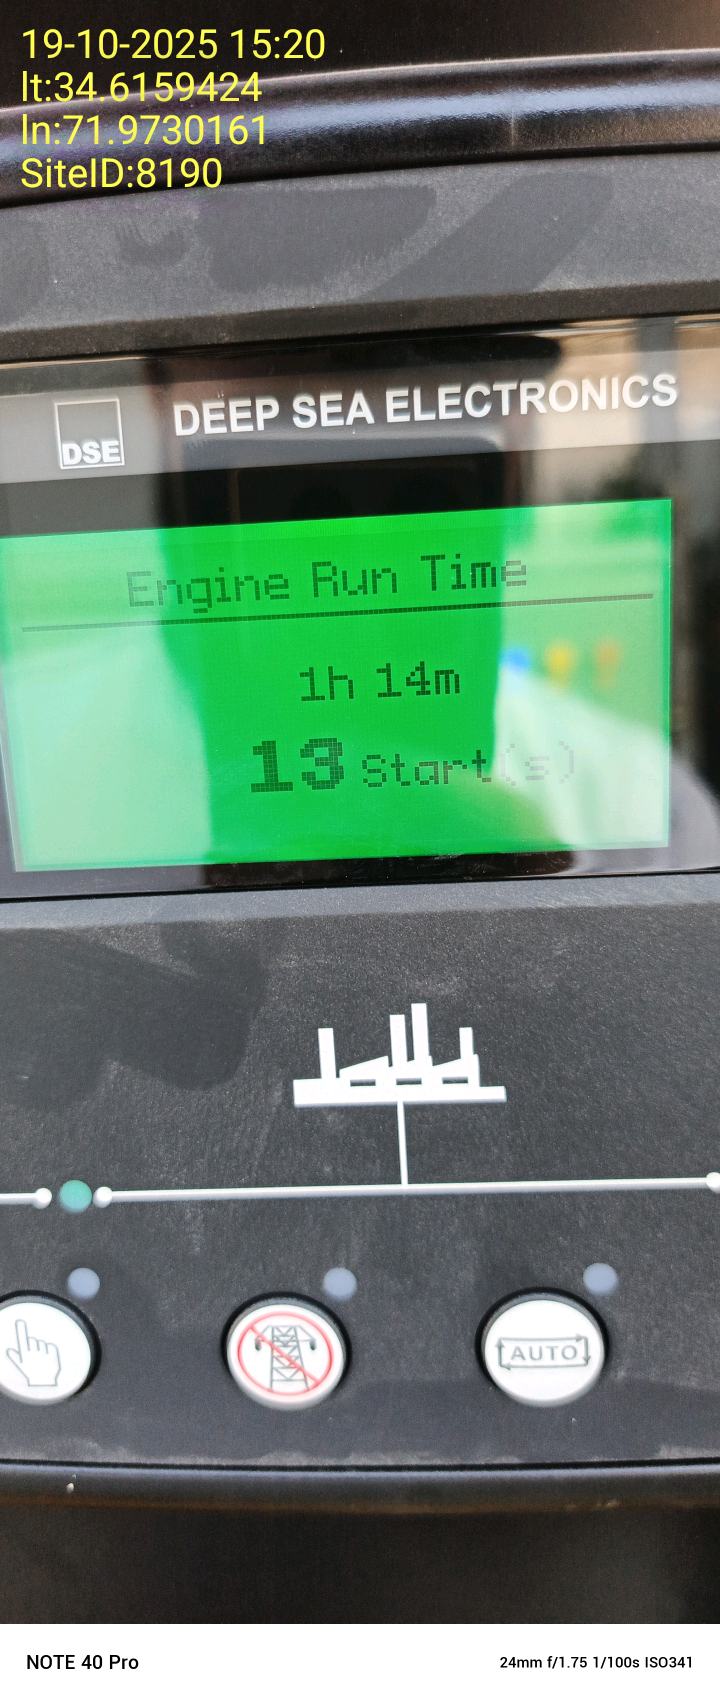 19-10-2025 15:20
lt:34.6159424
ln:71.9730161
SiteID:8190
DEEP SEA ELECTRONICS
DSE
Engine Run Time
1h 14m
13 Start(s)
AUTO
NOTE 40 Pro
24mm f/1.75 1/100s ISO341